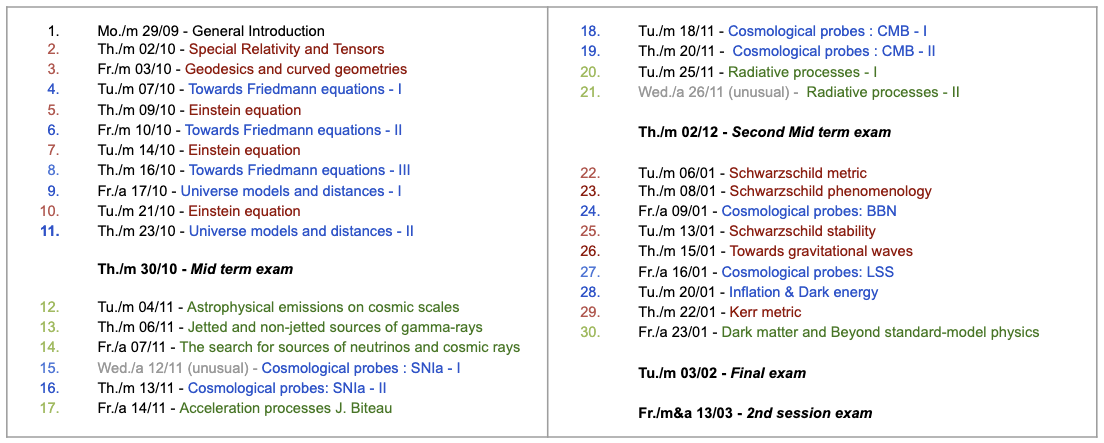 1. Mo./m 29/09 - General Introduction
2. Th./m 02/10 - Special Relativity and Tensors
3. Fr./m 03/10 - Geodesics and curved geometries
4. Tu./m 07/10 - Towards Friedmann equations - I
5. Th./m 09/10 - Einstein equation
6. Fr./m 10/10 - Towards Friedmann equations - II
7. Tu./m 14/10 - Einstein equation
8. Th./m 16/10 - Towards Friedmann equations - III
9. Fr./a 17/10 - Universe models and distances - I
10. Tu./m 21/10 - Einstein equation
11. Th./m 23/10 - Universe models and distances - II
Th./m 30/10 - Mid term exam
12. Tu./m 04/11 - Astrophysical emissions on cosmic scales
13. Th./m 06/11 - Jetted and non-jetted sources of gamma-rays
14. Fr./a 07/11 - The search for sources of neutrinos and cosmic rays
15. Wed./a 12/11 (unusual) - Cosmological probes : SNIa - I
16. Th./m 13/11 - Cosmological probes: SNIa - II
17. Fr./a 14/11 - Acceleration processes J. Biteau
18. Tu./m 18/11 - Cosmological probes : CMB - I
19. Th./m 20/11 - Cosmological probes : CMB - II
20. Tu./m 25/11 - Radiative processes - I
21. Wed./a 26/11 (unusual) - Radiative processes - II
Th./m 02/12 - Second Mid term exam
22. Tu./m 06/01 - Schwarzschild metric
23. Th./m 08/01 - Schwarzschild phenomenology
24. Fr./a 09/01 - Cosmological probes: BBN
25. Tu./m 13/01 - Schwarzschild stability
26. Th./m 15/01 - Towards gravitational waves
27. Fr./a 16/01 - Cosmological probes: LSS
28. Tu./m 20/01 - Inflation & Dark energy
29. Th./m 22/01 - Kerr metric
30. Fr./a 23/01 - Dark matter and Beyond standard-model physics
Tu./m 03/02 - Final exam
Fr./m&a 13/03 - 2nd session exam